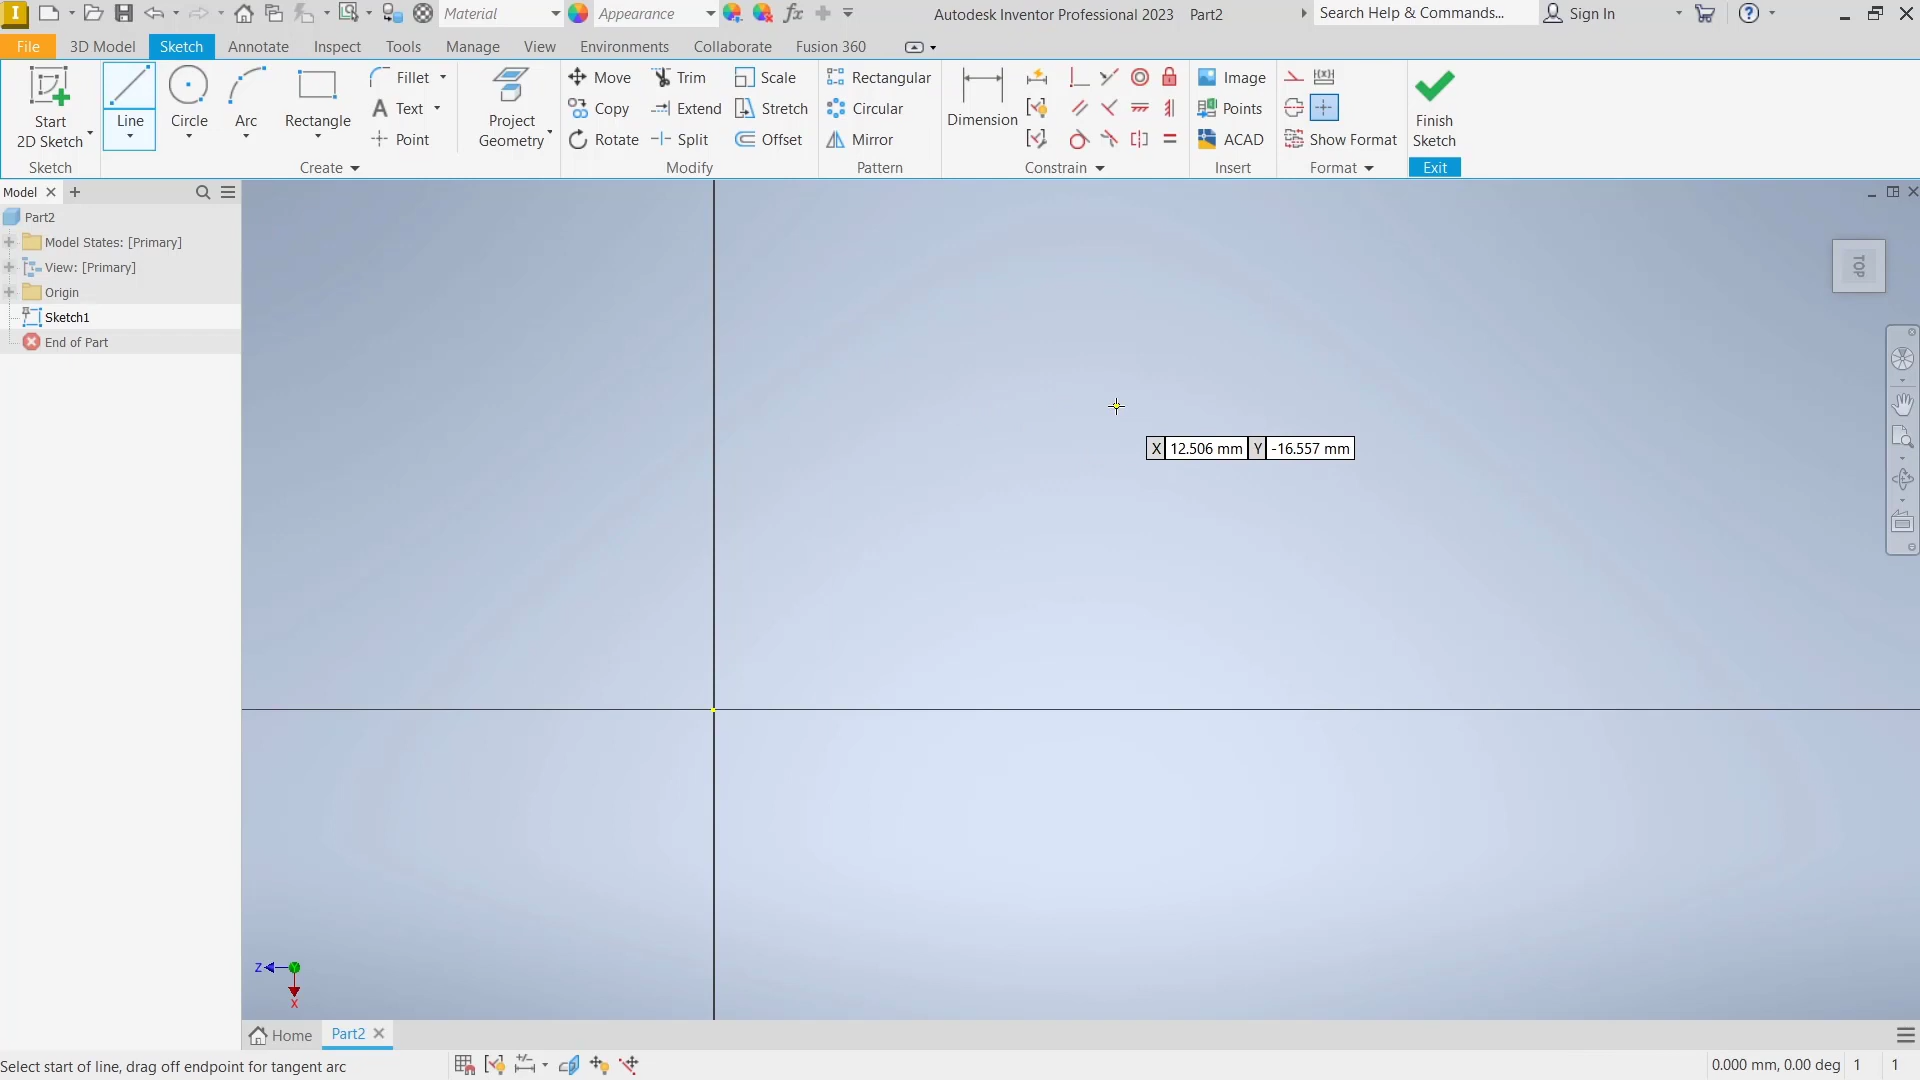 I Material Appearance fx Autodesk Inventor Professional 2023 Part2 Search Help & Commands... Sign In
File 3D Model Sketch Annotate Inspect Tools Manage View Environments Collaborate Fusion 360
Start 2D Sketch
Line
Circle
Arc
Rectangle
Fillet
Text
Point
Project Geometry
Move
Copy
Rotate
Trim
Extend
Split
Scale
Stretch
Offset
Rectangular
Circular
Mirror
Dimension
Image
Points
ACAD
Show Format
Finish Sketch
Sketch Create Modify Pattern Constrain Insert Format Exit
Model
Part2
Model States: [Primary]
View: [Primary]
Origin
Sketch1
End of Part
TOP
X 12.506 mm Y -16.557 mm
Z
X
Home Part2
Select start of line, drag off endpoint for tangent arc
0.000 mm, 0.00 deg 1 1